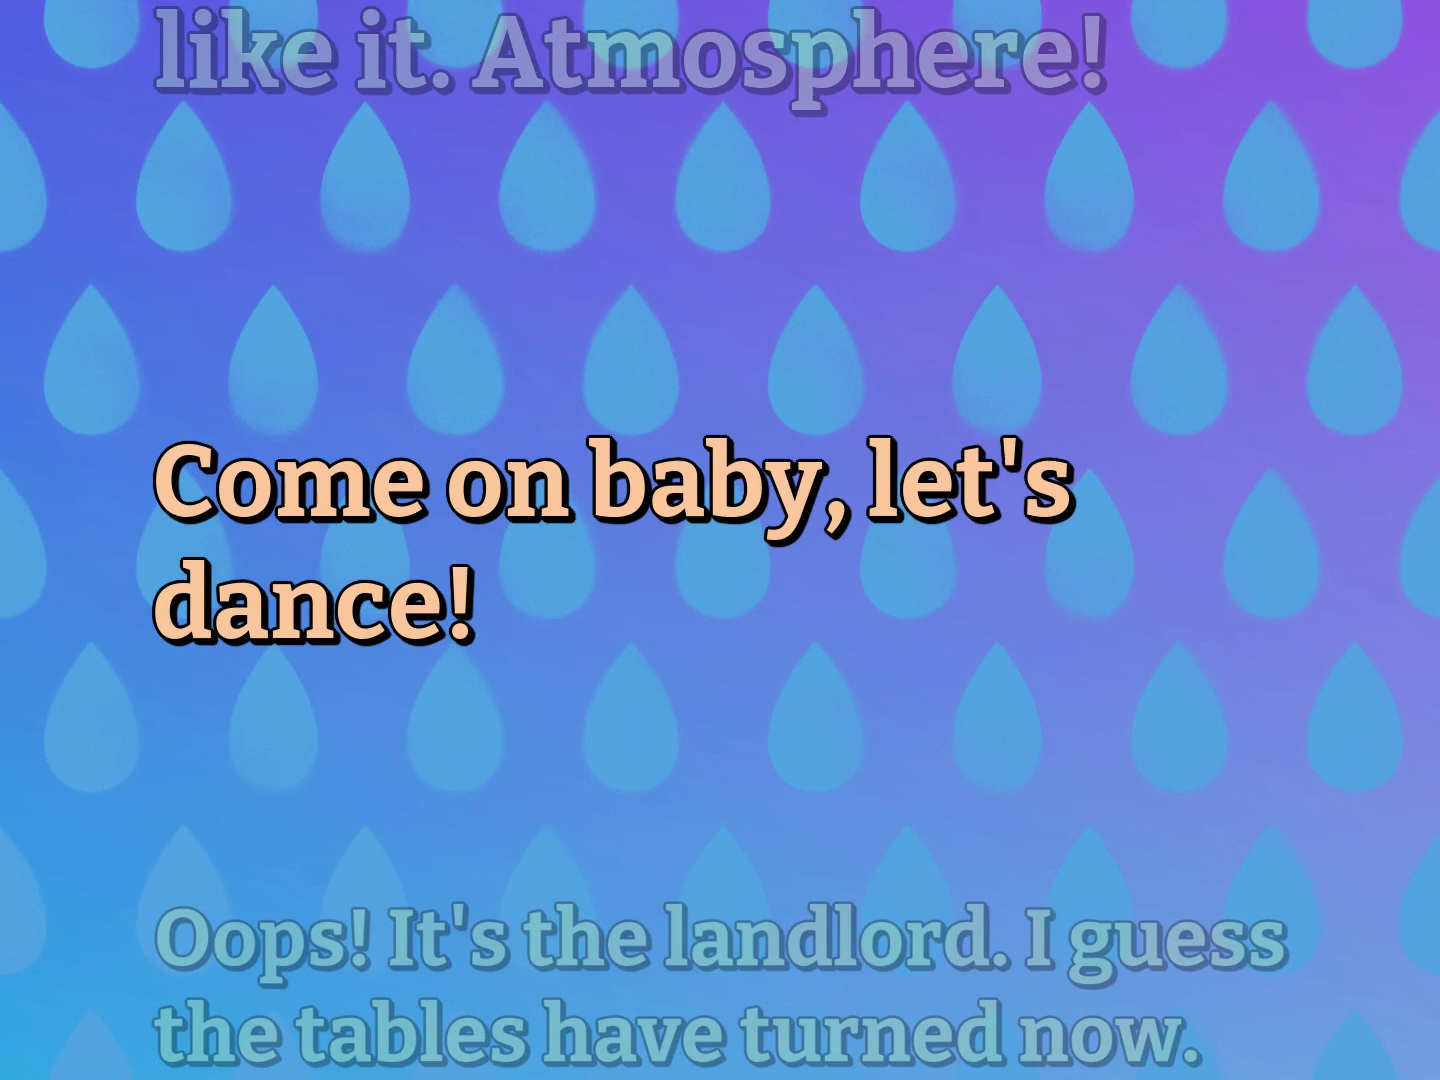 like it. Atmosphere!
Come on baby, let's
dance!
Oops! It's the landlord. I guess
the tables have turned now.